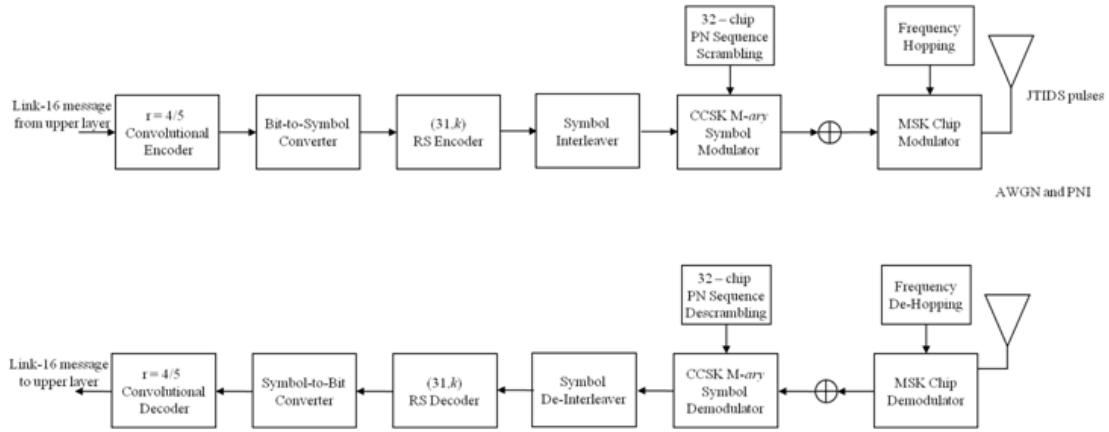 32 – chip
PN Sequence
Scrambling
Frequency
Hopping
Link-16 message
from upper layer
r = 4/5
Convolutional
Encoder
Bit-to-Symbol
Converter
(31,k)
RS Encoder
Symbol
Interleaver
CCSK M-ary
Symbol
Modulator
MSK Chip
Modulator
JTIDS pulses
AWGN and PNI
32 – chip
PN Sequence
Descrambling
Frequency
De-Hopping
Link-16 message
to upper layer
r = 4/5
Convolutional
Decoder
Symbol-to-Bit
Converter
(31,k)
RS Decoder
Symbol
De-Interleaver
CCSK M-ary
Symbol
Demodulator
MSK Chip
Demodulator